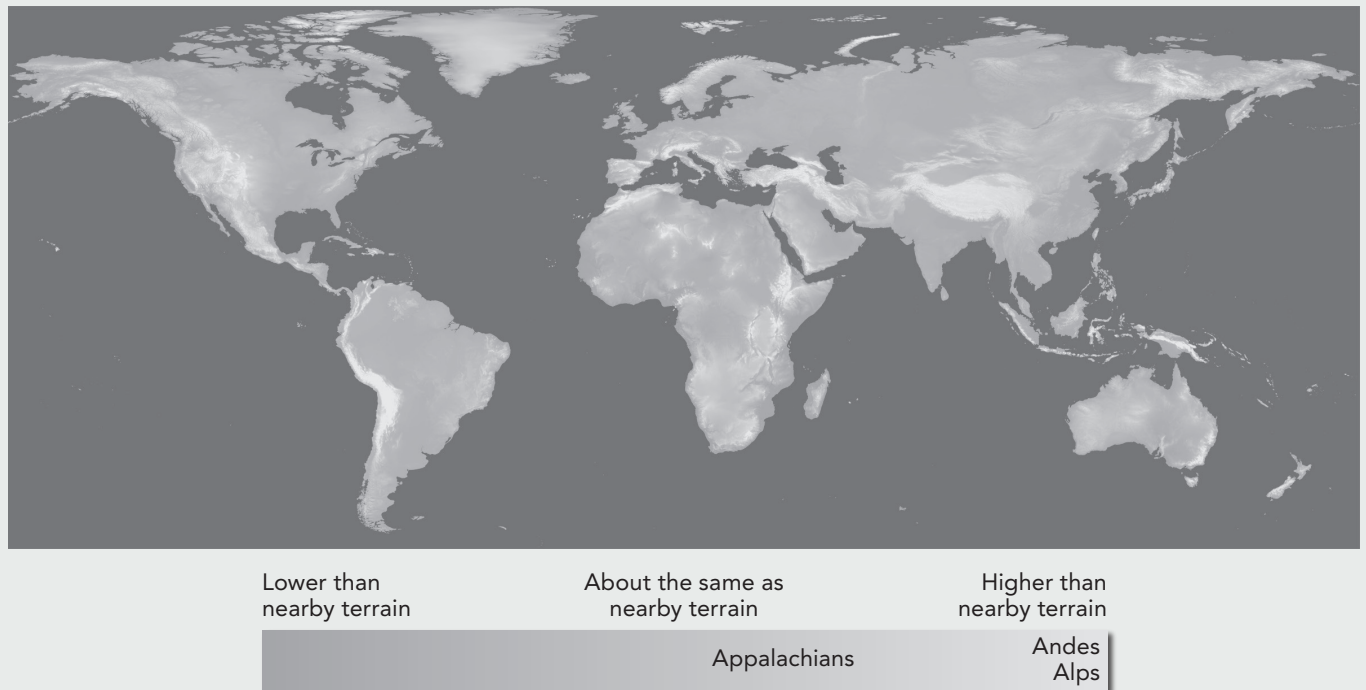 Lower than
nearby terrain
About the same as
nearby terrain
Higher than
nearby terrain
Appalachians
Andes
Alps